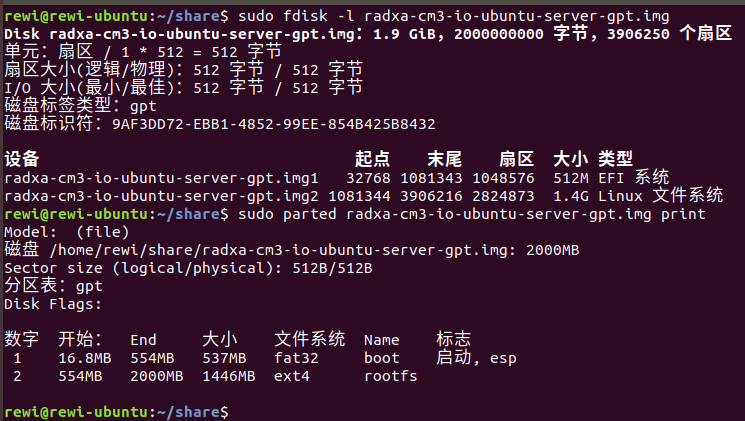 rewi@rewi-ubuntu:~/share$ sudo fdisk -l radxa-cm3-io-ubuntu-server-gpt.img
Disk radxa-cm3-io-ubuntu-server-gpt.img：1.9 GiB，2000000000 字节，3906250 个扇区
单元：扇区 / 1 * 512 = 512 字节
扇区大小(逻辑/物理)：512 字节 / 512 字节
I/O 大小(最小/最佳)：512 字节 / 512 字节
磁盘标签类型：gpt
磁盘标识符：9AF3DD72-EBB1-4852-99EE-854B425B8432
设备 起点 末尾 扇区 大小 类型
radxa-cm3-io-ubuntu-server-gpt.img1 32768 1081343 1048576 512M EFI 系统
radxa-cm3-io-ubuntu-server-gpt.img2 1081344 3906216 2824873 1.4G Linux 文件系统
rewi@rewi-ubuntu:~/share$ sudo parted radxa-cm3-io-ubuntu-server-gpt.img print
Model: (file)
磁盘 /home/rewi/share/radxa-cm3-io-ubuntu-server-gpt.img: 2000MB
Sector size (logical/physical): 512B/512B
分区表：gpt
Disk Flags:
数字 开始： End 大小 文件系统 Name 标志
1 16.8MB 554MB 537MB fat32 boot 启动, esp
2 554MB 2000MB 1446MB ext4 rootfs
rewi@rewi-ubuntu:~/share$